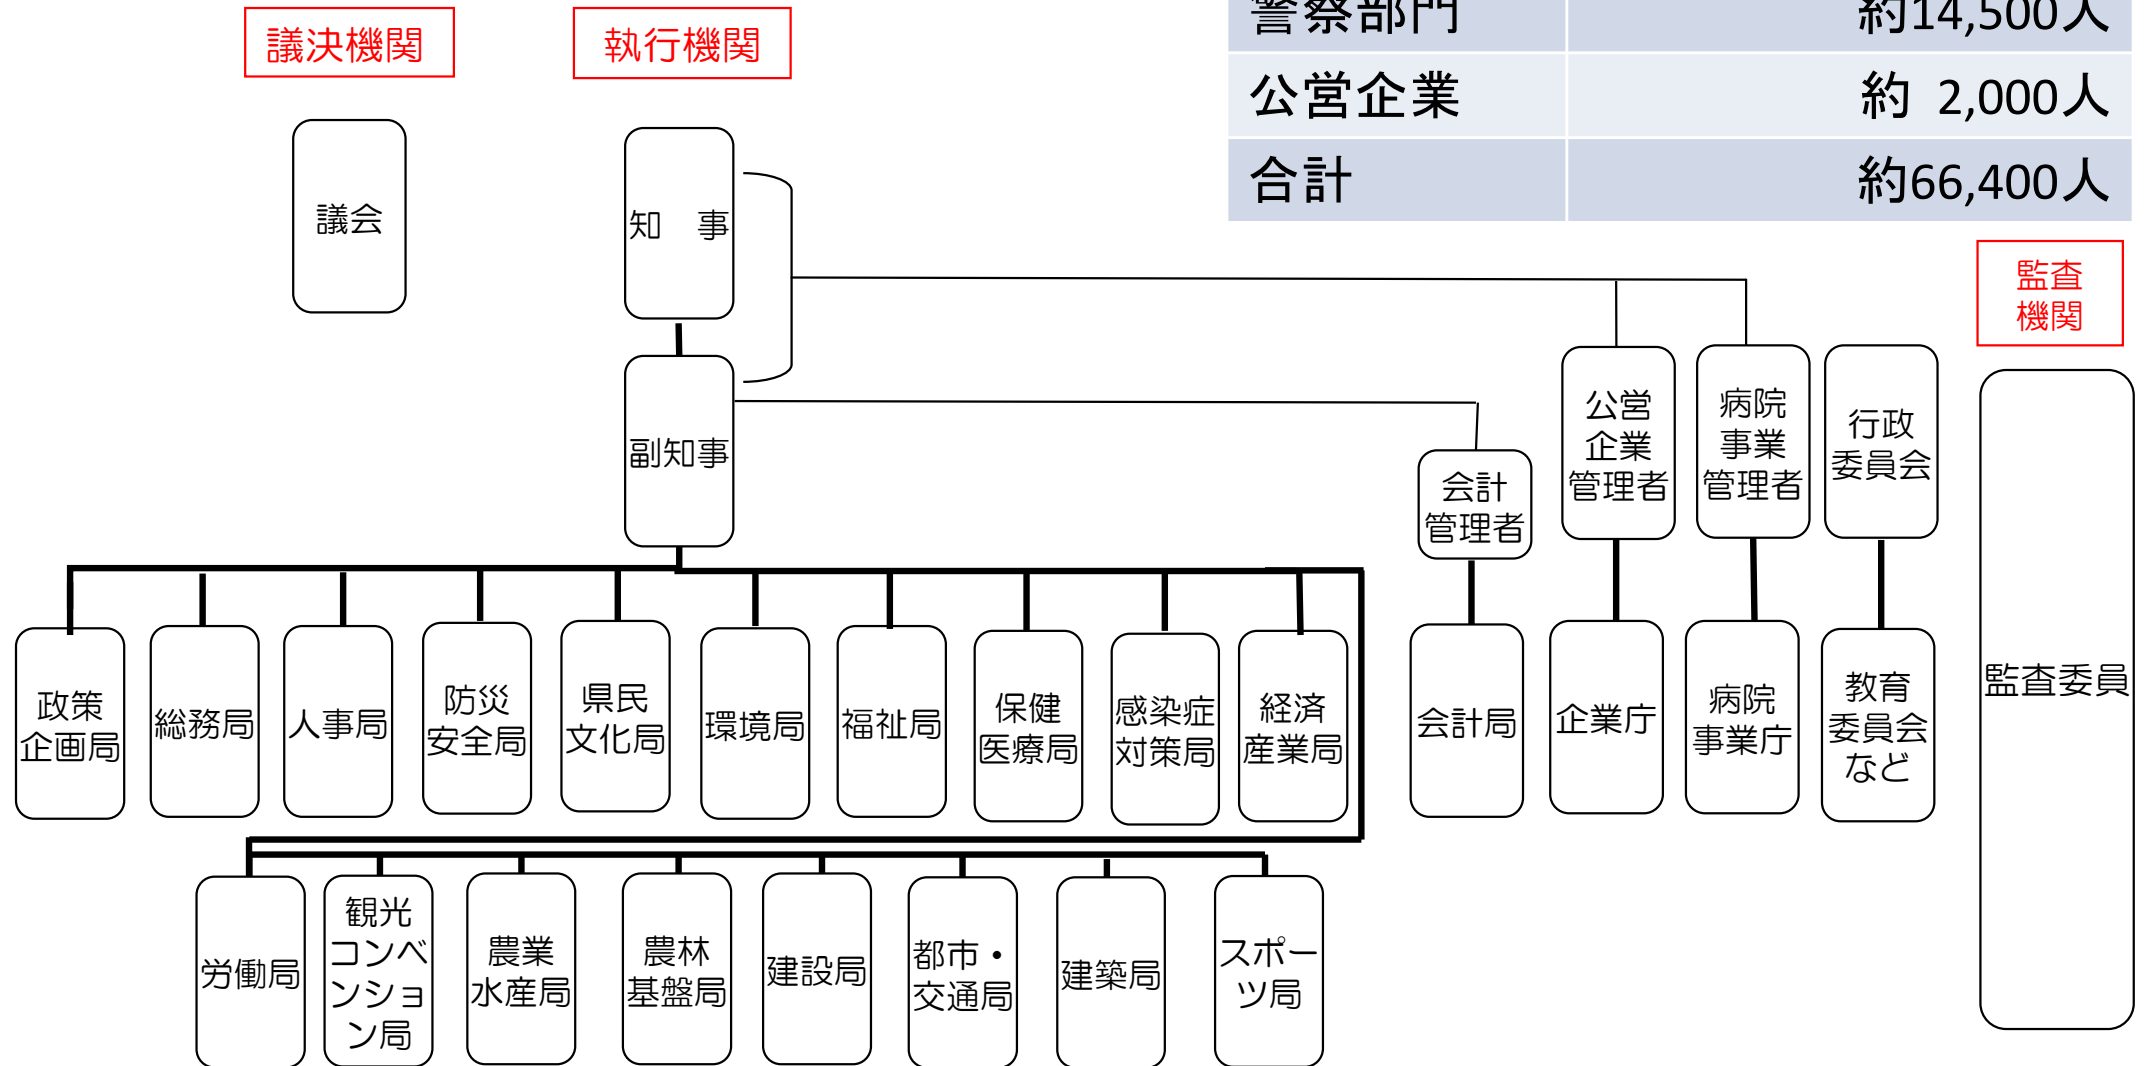 議決機関
執行機関
警察部門 約14,500人
公営企業 約 2,000人
合計 約66,400人
議会
知 事
監査
機関
副知事
会計
管理者
公営
企業
管理者
病院
事業
管理者
行政
委員会
監査委員
政策
企画局
総務局
人事局
防災
安全局
県民
文化局
環境局
福祉局
保健
医療局
感染症
対策局
経済
産業局
会計局
企業庁
病院
事業庁
教育
委員会
など
労働局
観光
コンベ
ンショ
ン局
農業
水産局
農林
基盤局
建設局
都市・
交通局
建築局
スポー
ツ局